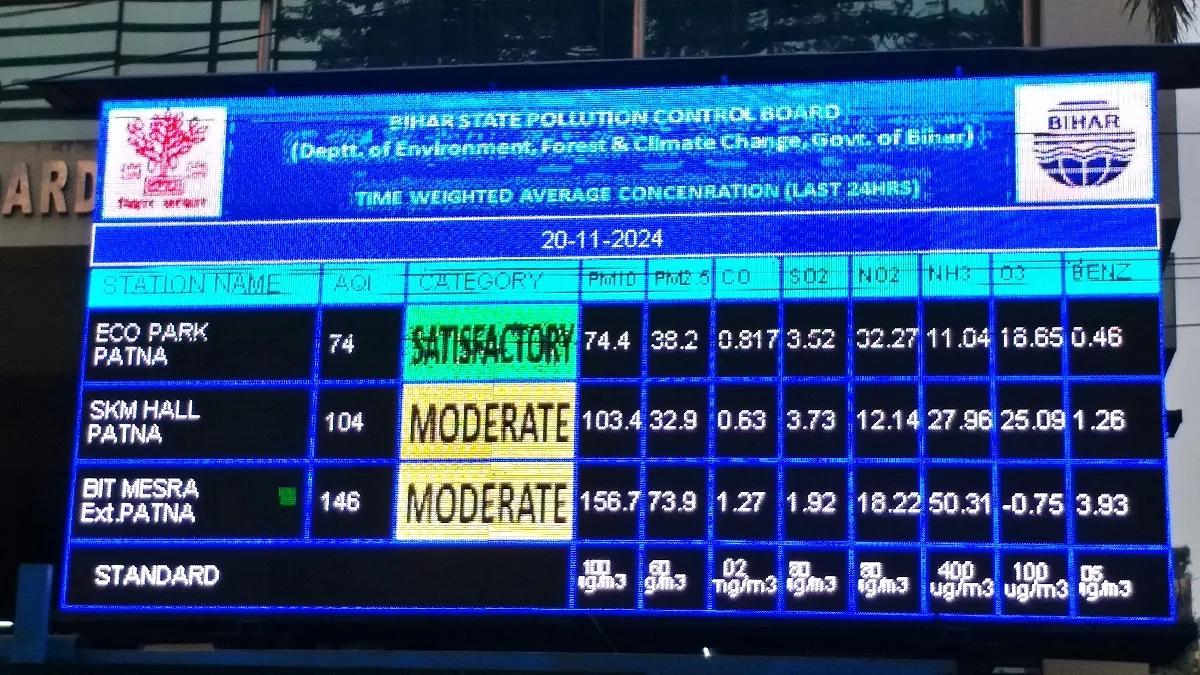 ARD
BIHAR STATE POLLUTION CONTROL BOARD
(Deptt. of Environment, Forest & Climate Change, Govt. of Bihar)
TIME WEIGHTED AVERAGE CONCENRATION (LAST 24HRS)
BIHAR
20-11-2024
STATION NAME AQI CATEGORY PM10 PM2.5 CO SO2 NO2 NH3 O3 BENZ
ECO PARK
PATNA
74 SATISFACTORY 74.4 38.2 0.817 3.52 32.27 11.04 18.65 0.46
SKM HALL
PATNA
104 MODERATE 103.4 32.9 0.63 3.73 12.14 27.96 25.09 1.26
BIT MESRA
Ext.PATNA
146 MODERATE 156.7 73.9 1.27 1.92 18.22 50.31 -0.75 3.93
STANDARD
100 60 02 80 80 400 100 05
ug/m3 g/m3 mg/m3 ug/m3 ug/m3 ug/m3 ug/m3 ug/m3